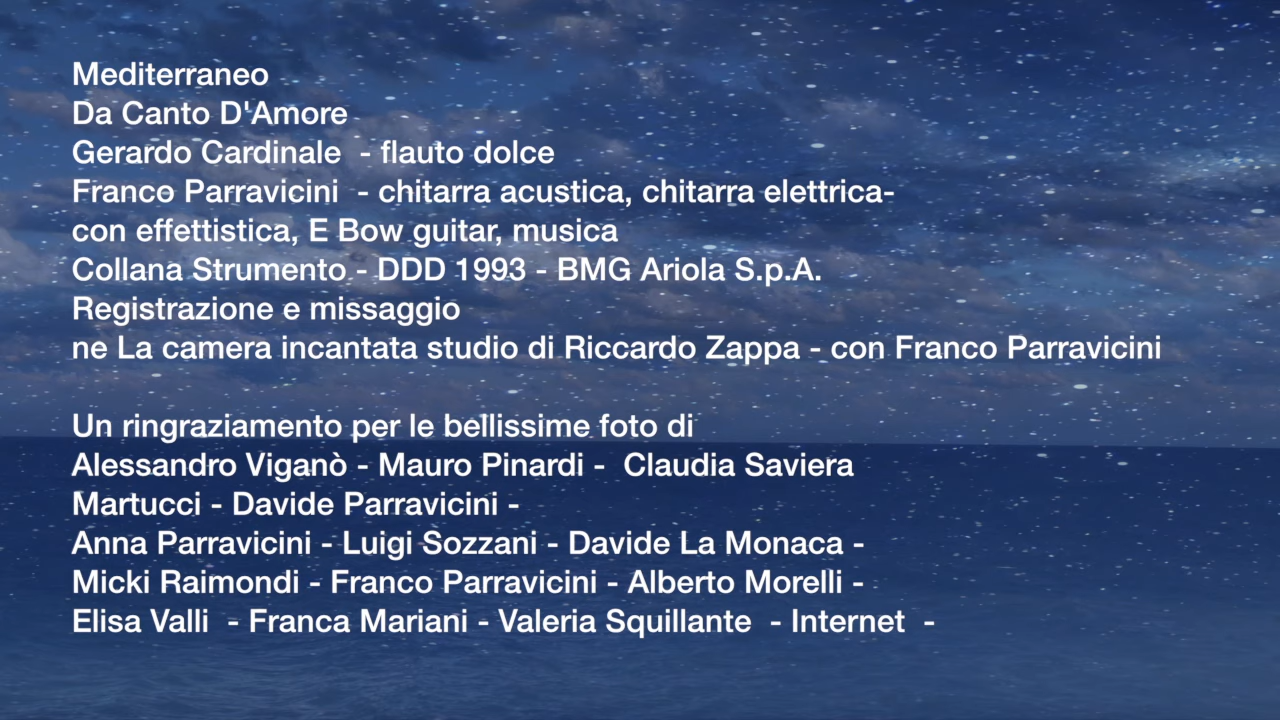 Mediterraneo
Da Canto D'Amore
Gerardo Cardinale  - flauto dolce
Franco Parravicini  - chitarra acustica, chitarra elettrica-
con effettistica, E Bow guitar, musica
Collana Strumento - DDD 1993 - BMG Ariola S.p.A.
Registrazione e missaggio
ne La camera incantata studio di Riccardo Zappa - con Franco Parravicini
Un ringraziamento per le bellissime foto di
Alessandro Viganò - Mauro Pinardi -  Claudia Saviera
Martucci - Davide Parravicini -
Anna Parravicini - Luigi Sozzani - Davide La Monaca -
Micki Raimondi - Franco Parravicini - Alberto Morelli -
Elisa Valli  - Franca Mariani - Valeria Squillante  - Internet  -